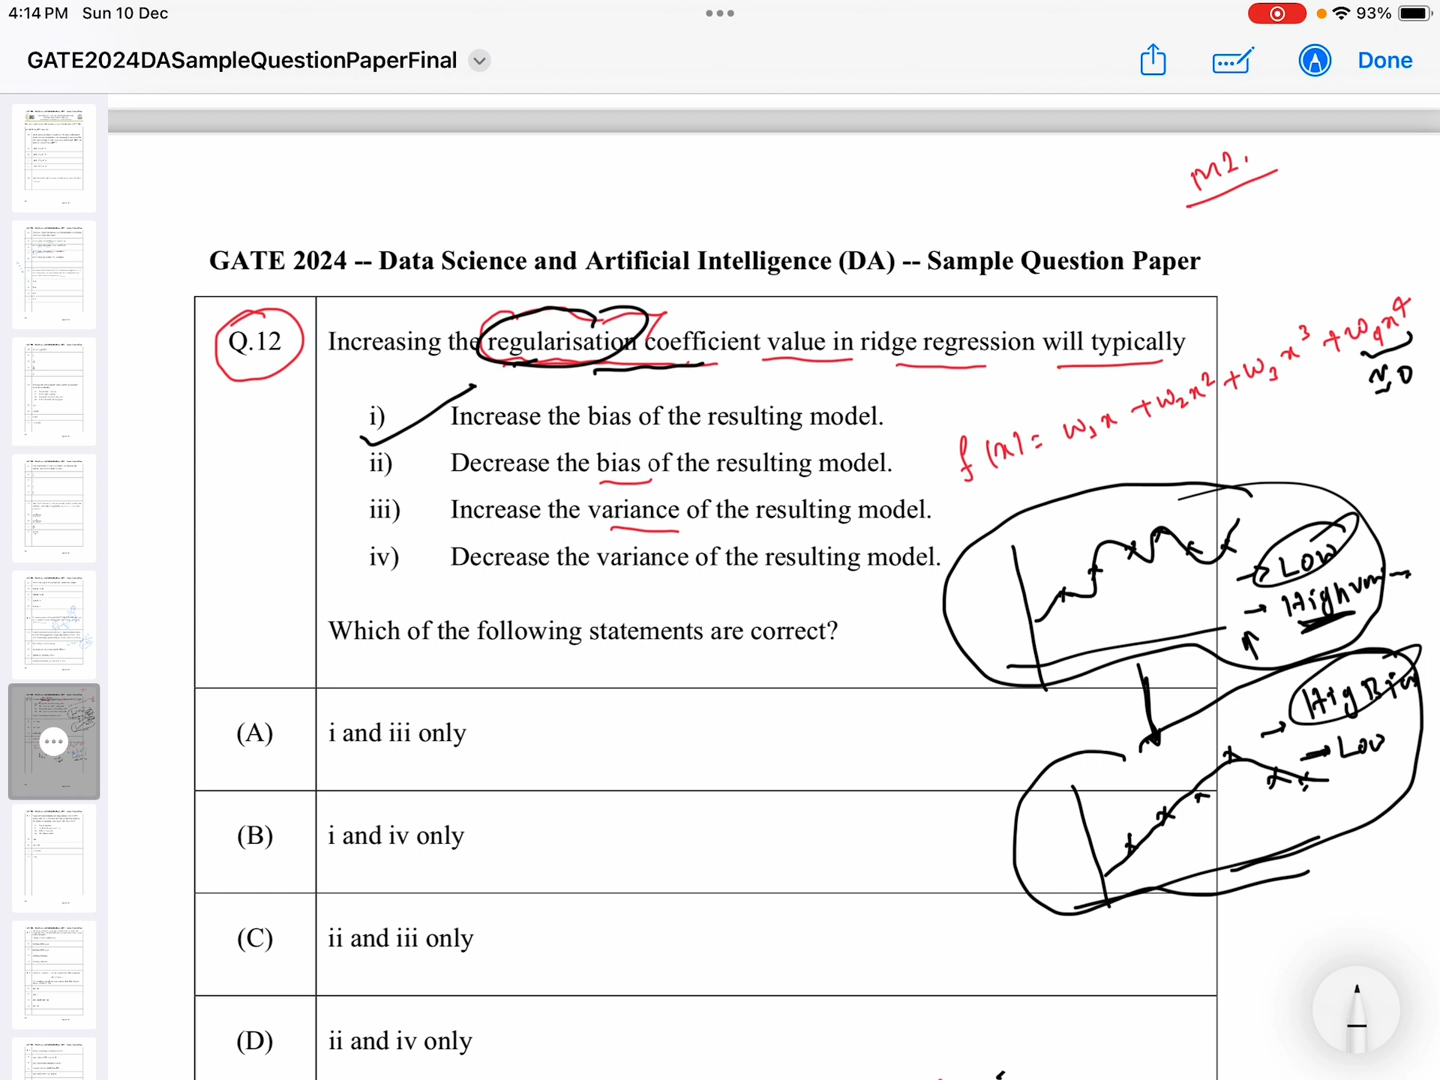 4:14 PM Sun 10 Dec
93%
GATE2024DASampleQuestionPaperFinal
Done
M2.
GATE 2024 -- Data Science and Artificial Intelligence (DA) -- Sample Question Paper
Q.12 Increasing the regularisation coefficient value in ridge regression will typically
i) Increase the bias of the resulting model.
ii) Decrease the bias of the resulting model.
iii) Increase the variance of the resulting model.
iv) Decrease the variance of the resulting model.
Which of the following statements are correct?
f(x) = w₁x + w₂x² + w₃x³ + w₄x⁴
≈ 0
→ Low
→ High var
→ Hig Bias
→ Low
(A) i and iii only
(B) i and iv only
(C) ii and iii only
(D) ii and iv only